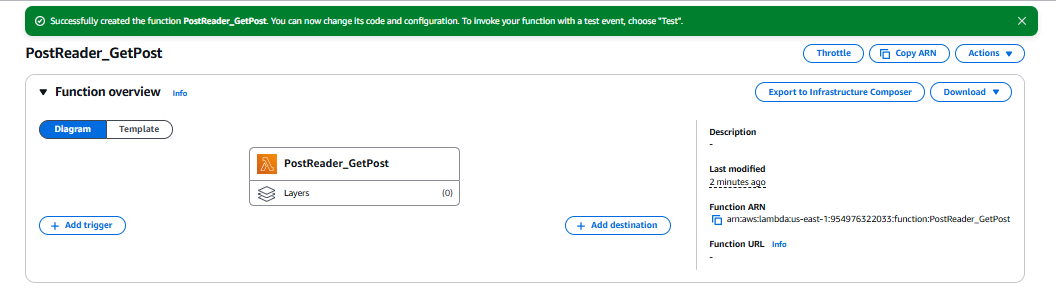 Successfully created the function PostReader_GetPost. You can now change its code and configuration. To invoke your function with a test event, choose "Test".
PostReader_GetPost
Throttle
Copy ARN
Actions
Function overview
Info
Export to Infrastructure Composer
Download
Diagram
Template
PostReader_GetPost
Layers
(0)
+ Add trigger
+ Add destination
Description
-
Last modified
2 minutes ago
Function ARN
arn:aws:lambda:us-east-1:954976322033:function:PostReader_GetPost
Function URL
Info
-